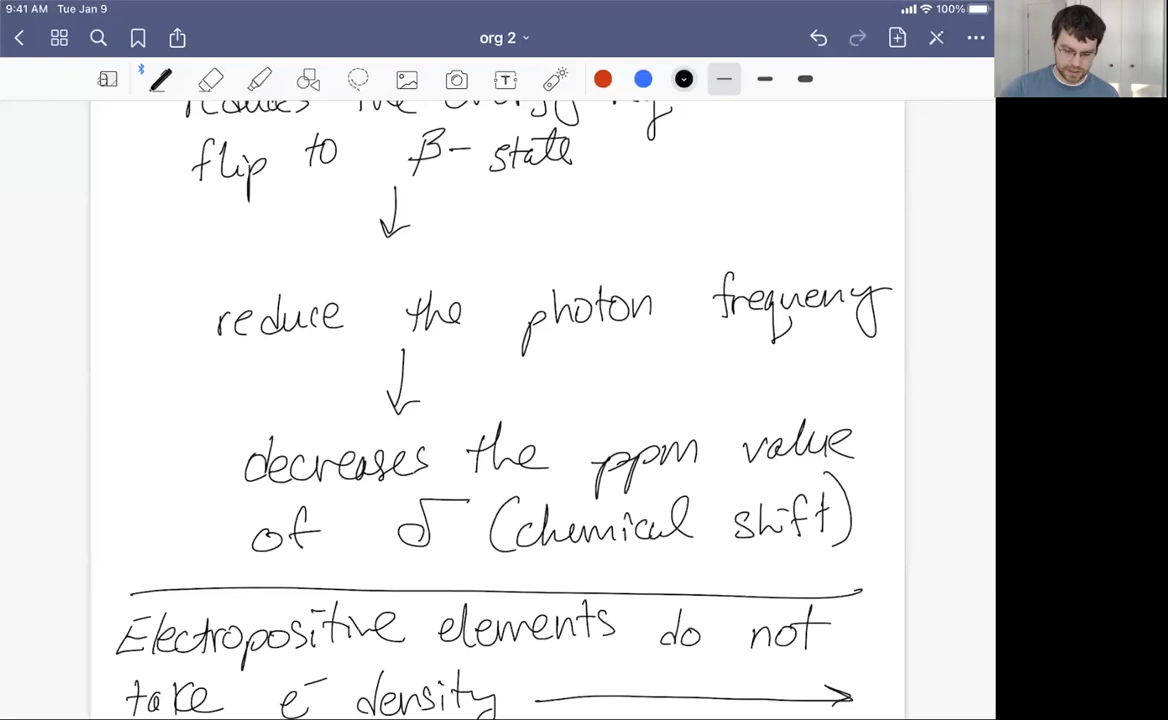 9:41 AM Tue Jan 9
100%
org 2
flip to β-state
↓
reduce the photon frequency
↓
decreases the ppm value
of δ (chemical shift)
Electropositive elements do not
take e⁻ density →